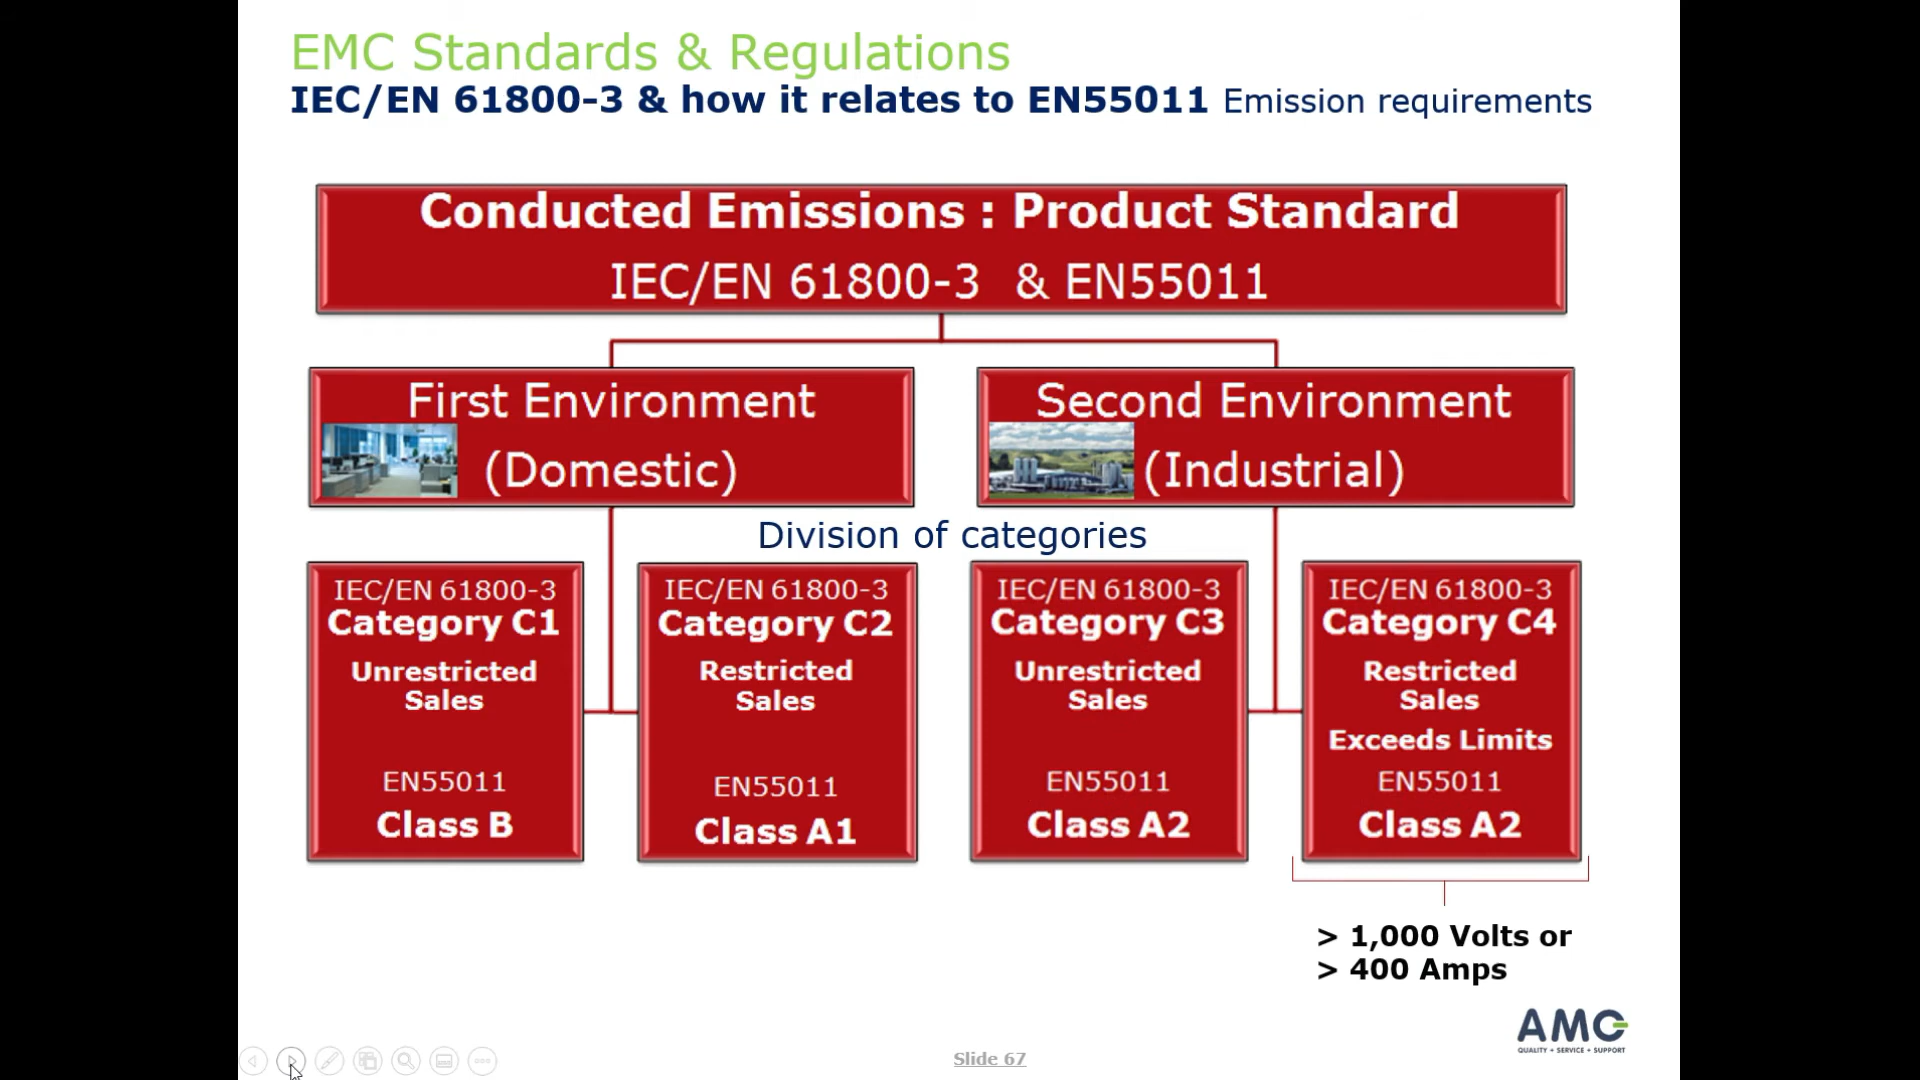 EMC Standards & Regulations
IEC/EN 61800-3 & how it relates to EN55011 Emission requirements
Conducted Emissions : Product Standard
IEC/EN 61800-3 & EN55011
First Environment
(Domestic)
Second Environment
(Industrial)
Division of categories
IEC/EN 61800-3
Category C1
Unrestricted
Sales
EN55011
Class B
IEC/EN 61800-3
Category C2
Restricted
Sales
EN55011
Class A1
IEC/EN 61800-3
Category C3
Unrestricted
Sales
EN55011
Class A2
IEC/EN 61800-3
Category C4
Restricted
Sales
Exceeds Limits
EN55011
Class A2
> 1,000 Volts or
> 400 Amps
AMC
QUALITY + SERVICE + SUPPORT
Slide 67